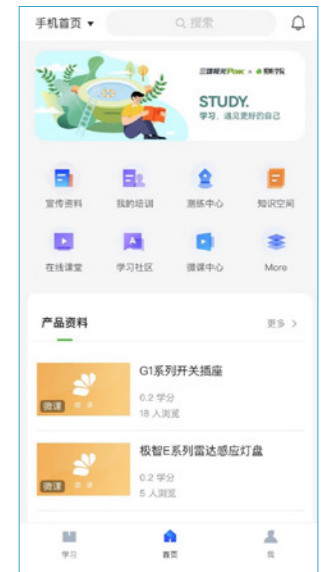 手机首页 ▾
搜索
STUDY.
学习，遇见更好的自己
宣传资料
我的培训
测练中心
知识空间
在线课堂
学习社区
微课中心
More
产品资料
更多 >
G1系列开关插座
微课
微 课
0.2 学分
18 人浏览
极智E系列雷达感应灯盘
微课
微 课
0.2 学分
5 人浏览
学习
首页
我